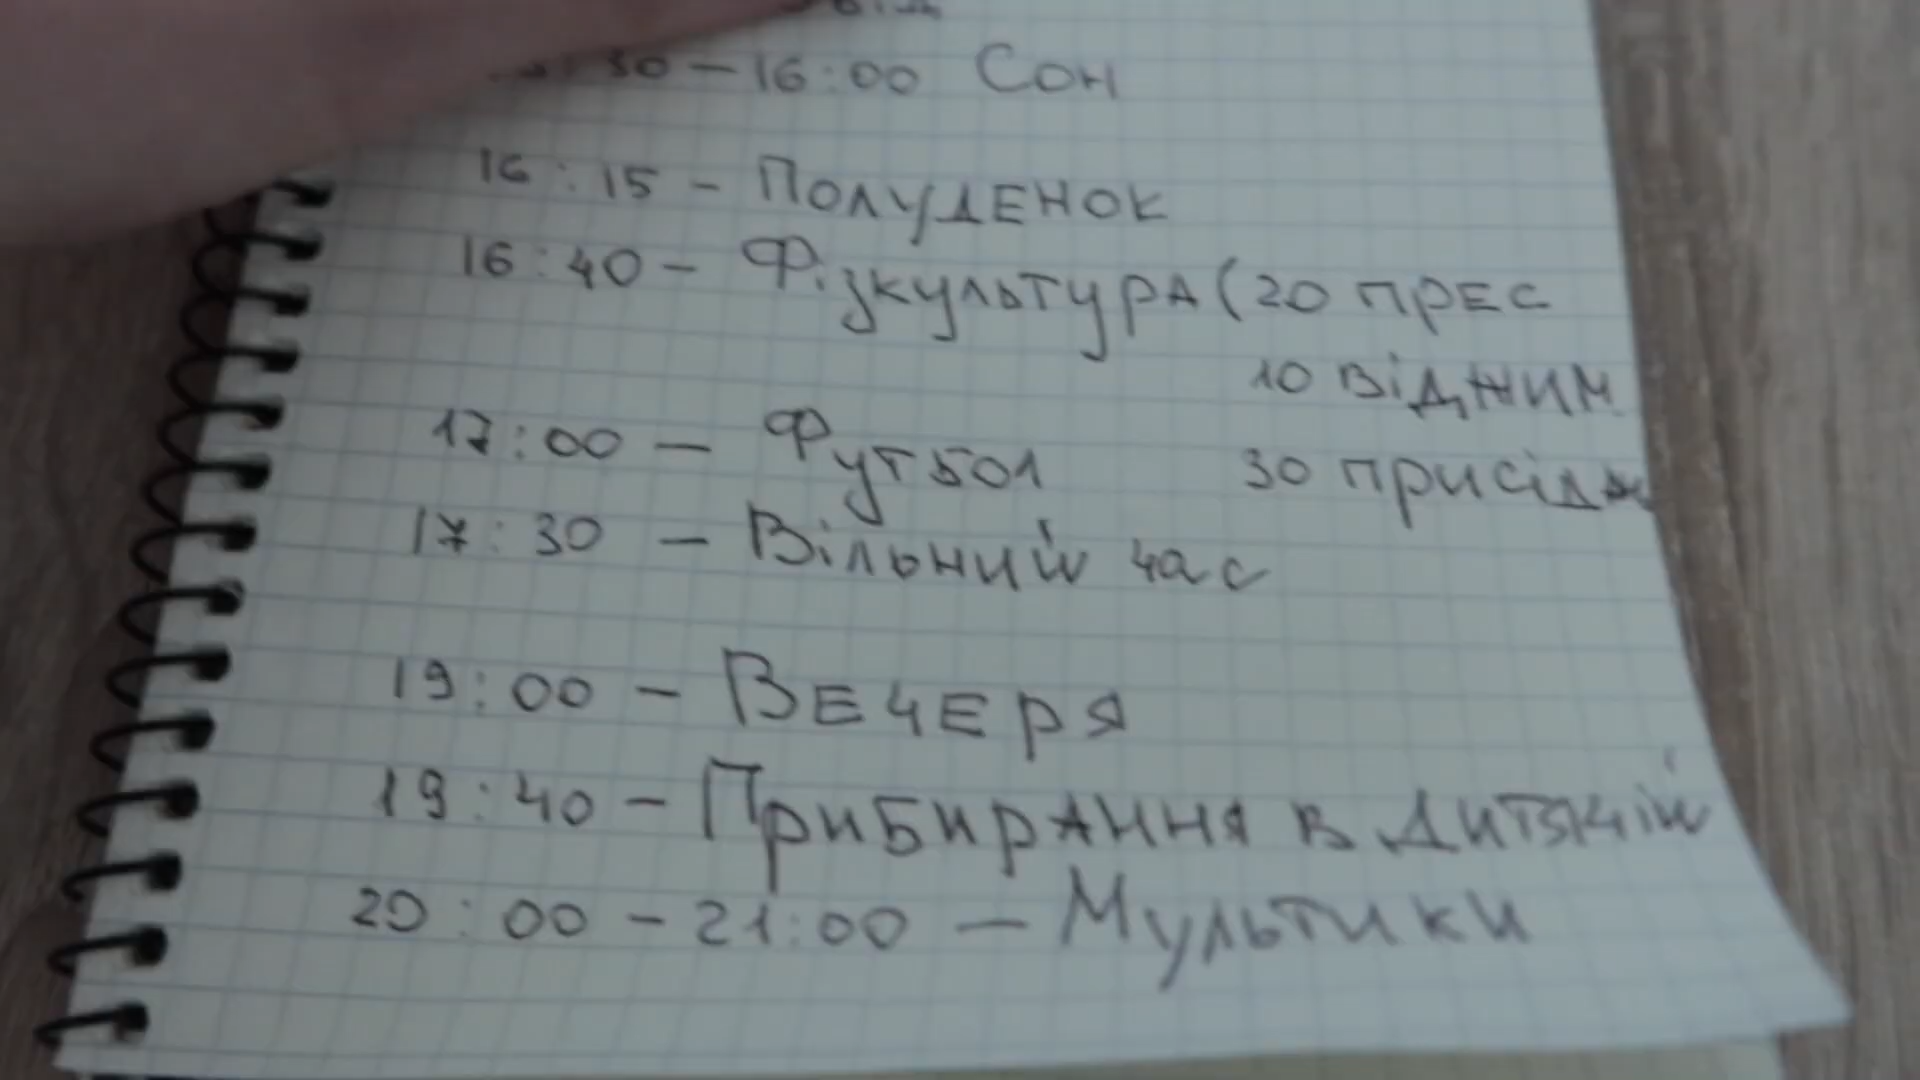 30 – 16:00 Сон
16:15 – Полуденок
16:40 – Фізкультура (20 прес
10 віджим
17:00 – Футбол 30 присідж
17:30 – Вільний час
19:00 – Вечеря
19:40 – Прибирання в Дитячій
20:00 – 21:00 – Мультики